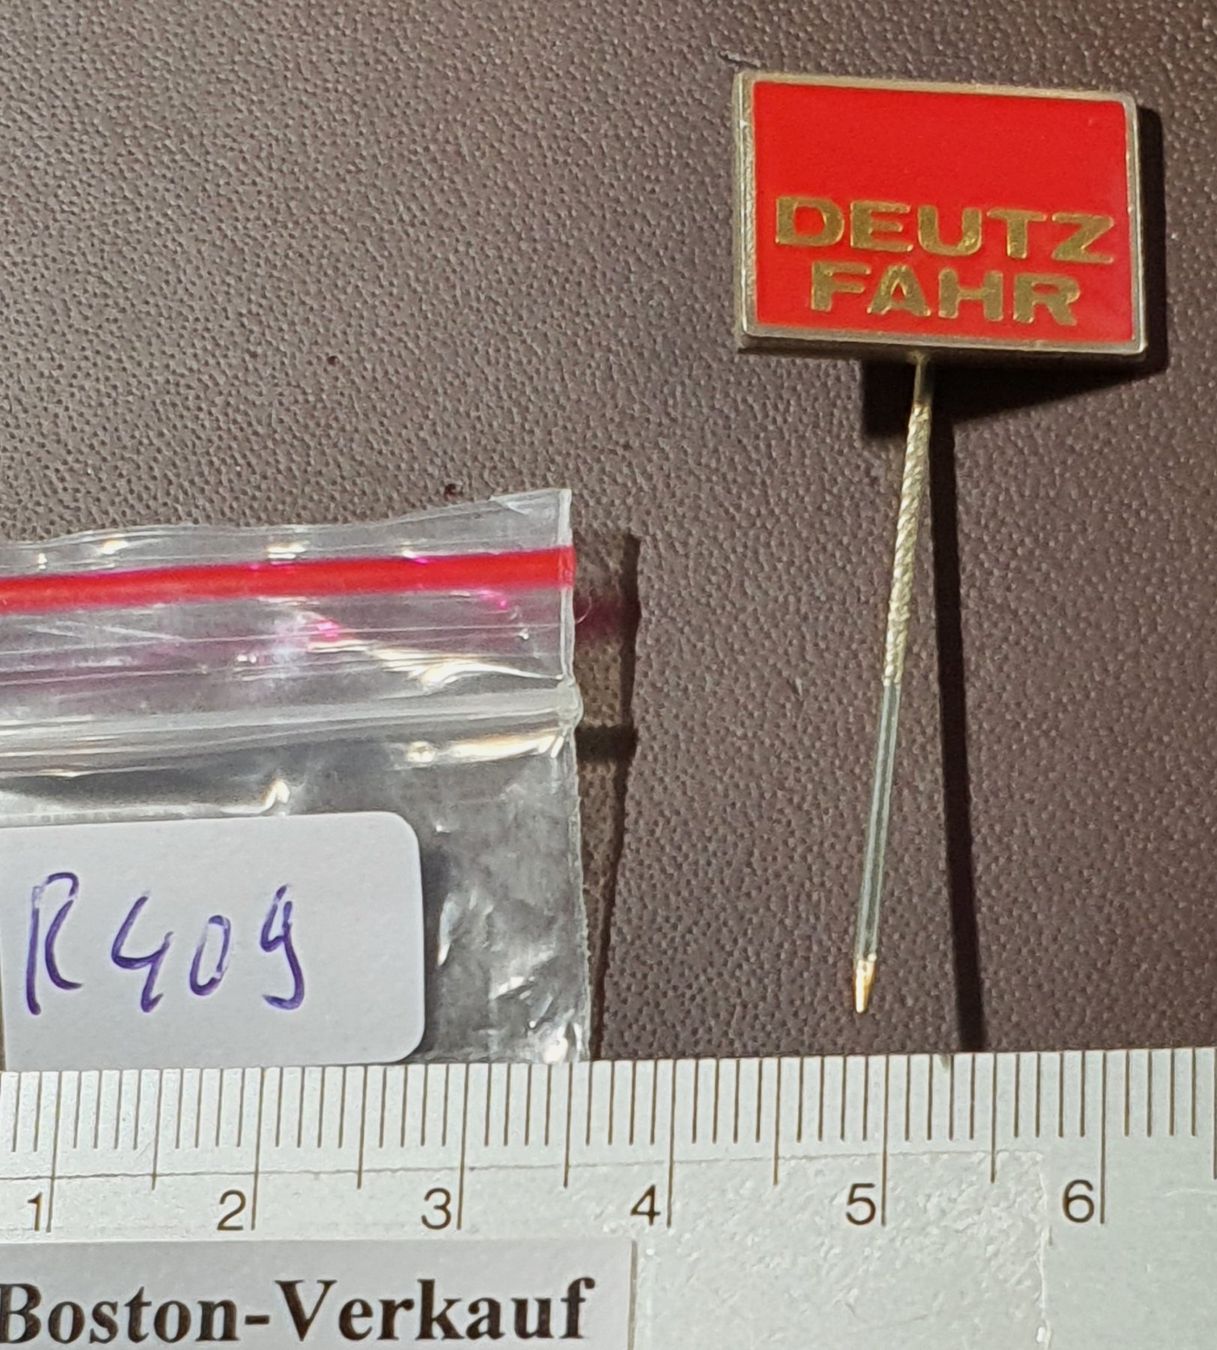 DEUTZ
FAHR
R409
1 2 3 4 5 6
Boston-Verkauf